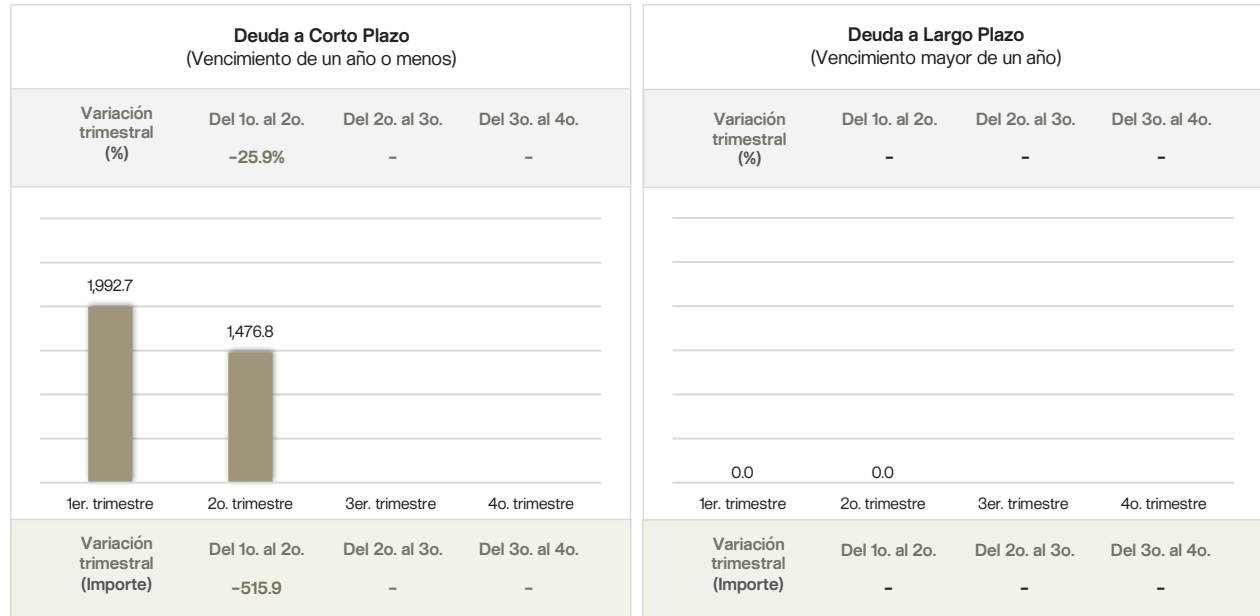 Deuda a Corto Plazo
(Vencimiento de un año o menos)
Variación
trimestral
(%)
Del 1o. al 2o.
Del 2o. al 3o.
Del 3o. al 4o.
-25.9%
-
-
1,992.7
1,476.8
1er. trimestre
2o. trimestre
3er. trimestre
4o. trimestre
Variación
trimestral
(Importe)
Del 1o. al 2o.
Del 2o. al 3o.
Del 3o. al 4o.
-515.9
-
-
Deuda a Largo Plazo
(Vencimiento mayor de un año)
Variación
trimestral
(%)
Del 1o. al 2o.
Del 2o. al 3o.
Del 3o. al 4o.
-
-
-
0.0
0.0
1er. trimestre
2o. trimestre
3er. trimestre
4o. trimestre
Variación
trimestral
(Importe)
Del 1o. al 2o.
Del 2o. al 3o.
Del 3o. al 4o.
-
-
-